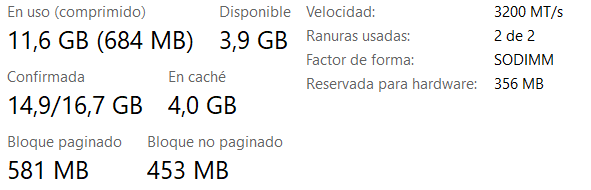 En uso (comprimido) Disponible
11,6 GB (684 MB) 3,9 GB
Confirmada En caché
14,9/16,7 GB 4,0 GB
Bloque paginado Bloque no paginado
581 MB 453 MB
Velocidad: 3200 MT/s
Ranuras usadas: 2 de 2
Factor de forma: SODIMM
Reservada para hardware: 356 MB